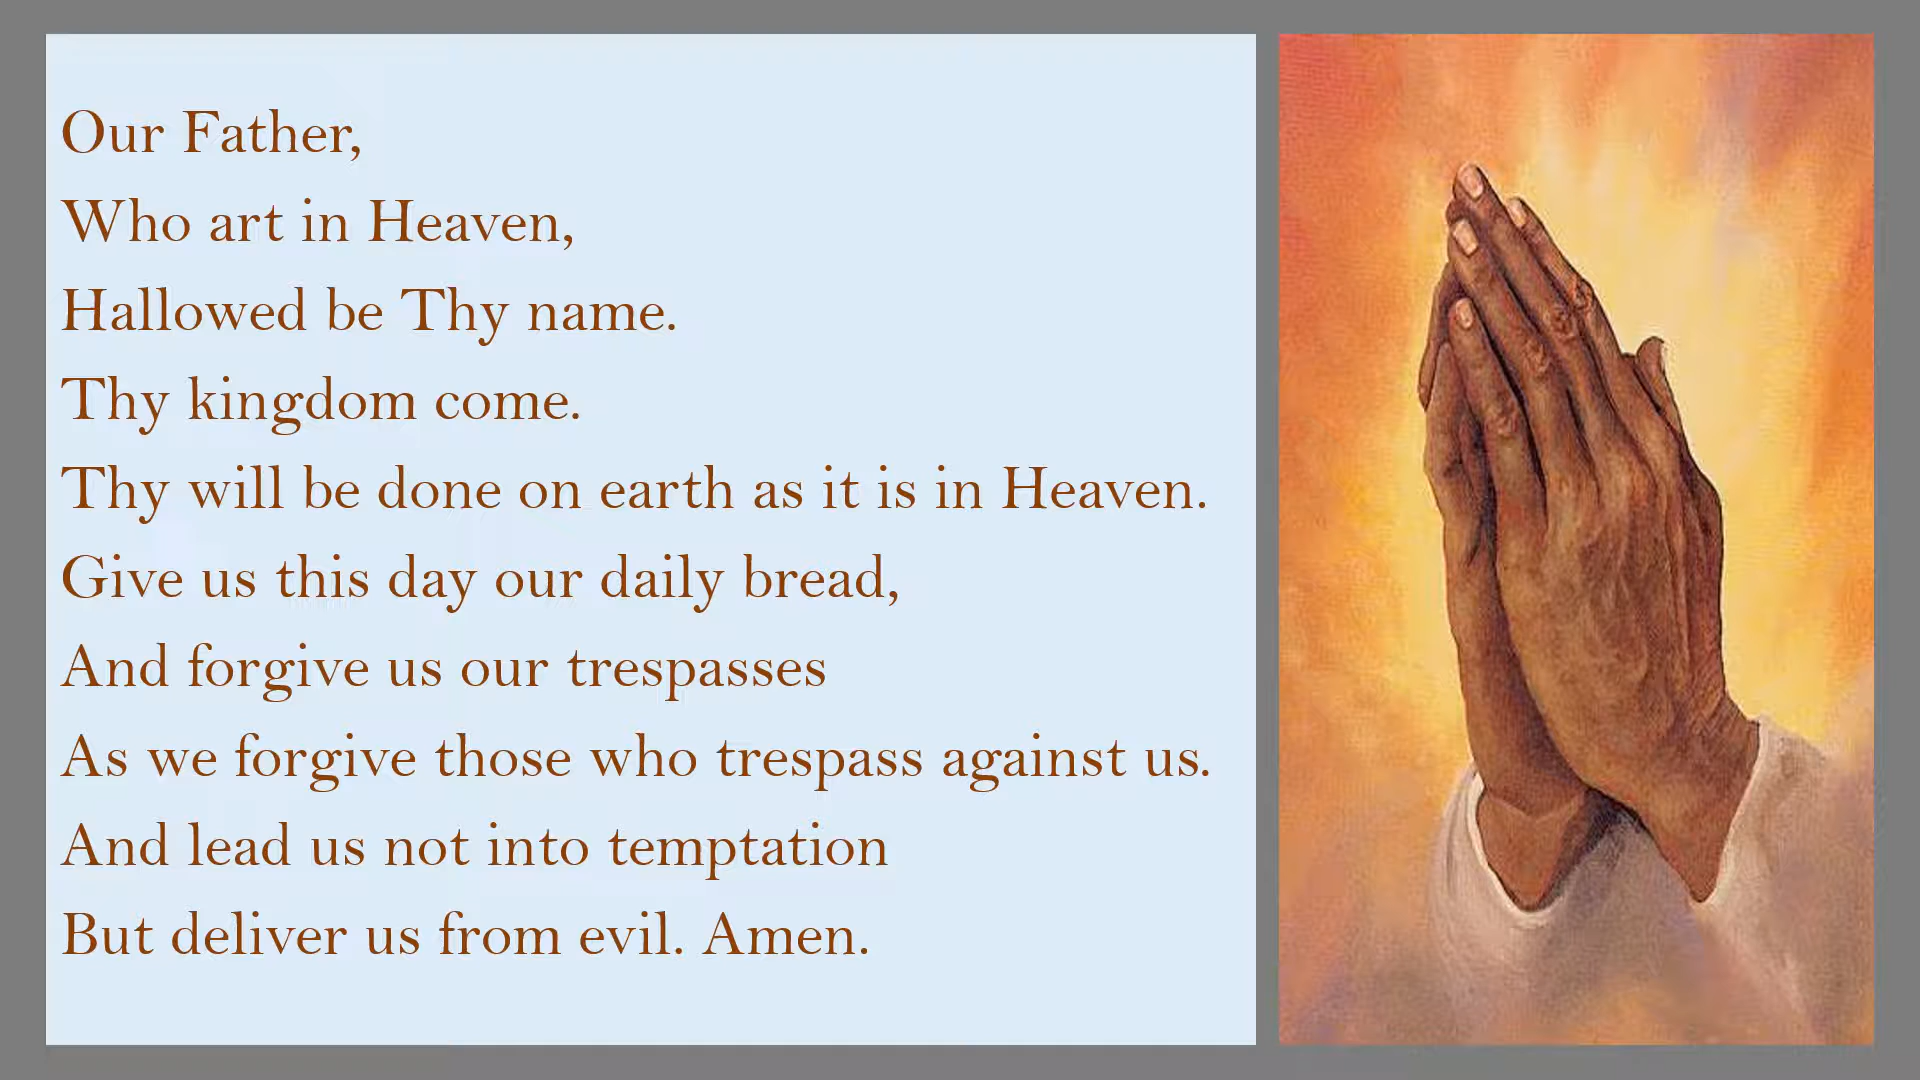 Our Father,
Who art in Heaven,
Hallowed be Thy name.
Thy kingdom come.
Thy will be done on earth as it is in Heaven.
Give us this day our daily bread,
And forgive us our trespasses
As we forgive those who trespass against us.
And lead us not into temptation
But deliver us from evil. Amen.